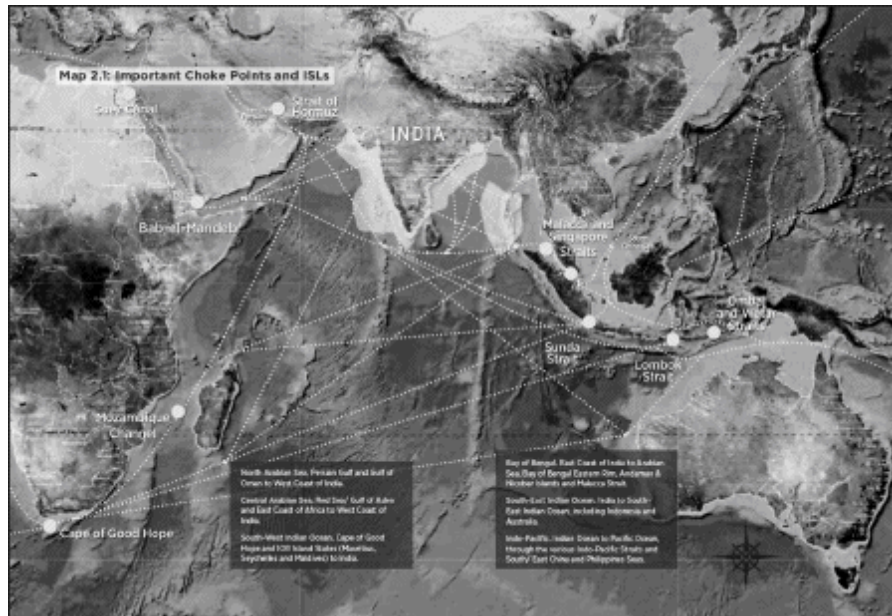 Map 2.1: Important Choke Points and ISLs
Suez Canal
Strait of
Hormuz
INDIA
Bab-el-Mandeb
Malacca and
Singapore
Straits
Ombai
and Wetar
Straits
Sunda
Strait
Lombok
Strait
Mozambique
Channel
Cape of Good Hope
North Arabian Sea, Persian Gulf and Gulf of
Oman to West Coast of India.
Central Arabian Sea, Red Sea/ Gulf of Aden
and East Coast of Africa to West Coast of
India.
South-West Indian Ocean, Cape of Good
Hope and IOR Island States (Mauritius,
Seychelles and Maldives) to India.
Bay of Bengal, East Coast of India to Arabian
Sea, Bay of Bengal Eastern Rim, Andaman &
Nicobar Islands and Malacca Strait.
South-East Indian Ocean, India to South-
East Indian Ocean, including Indonesia and
Australia.
Indo-Pacific, Indian Ocean to Pacific Ocean,
through the various Indo-Pacific Straits and
South/ East China and Philippines Seas.